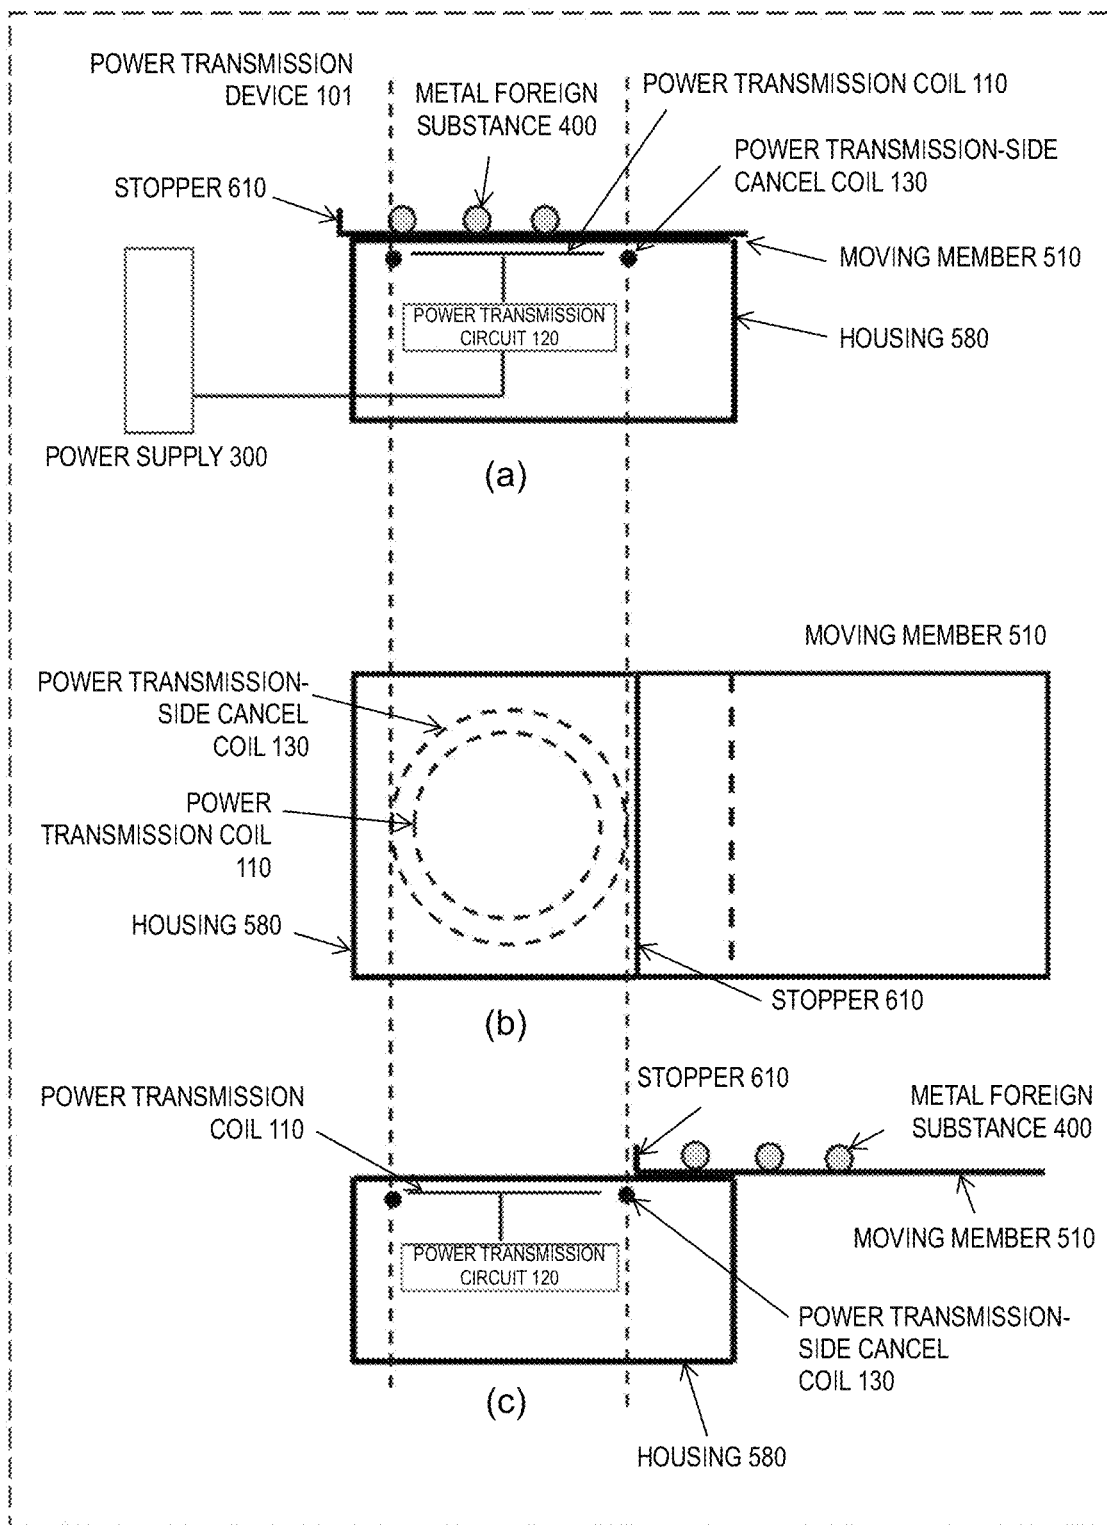 POWER TRANSMISSION
DEVICE 101
METAL FOREIGN
SUBSTANCE 400
POWER TRANSMISSION COIL 110
POWER TRANSMISSION-SIDE
CANCEL COIL 130
STOPPER 610
MOVING MEMBER 510
POWER TRANSMISSION
CIRCUIT 120
HOUSING 580
POWER SUPPLY 300
(a)
MOVING MEMBER 510
POWER TRANSMISSION-
SIDE CANCEL
COIL 130
POWER
TRANSMISSION COIL
110
HOUSING 580
STOPPER 610
(b)
STOPPER 610
POWER TRANSMISSION
COIL 110
METAL FOREIGN
SUBSTANCE 400
MOVING MEMBER 510
POWER TRANSMISSION
CIRCUIT 120
POWER TRANSMISSION-
SIDE CANCEL
COIL 130
(c)
HOUSING 580